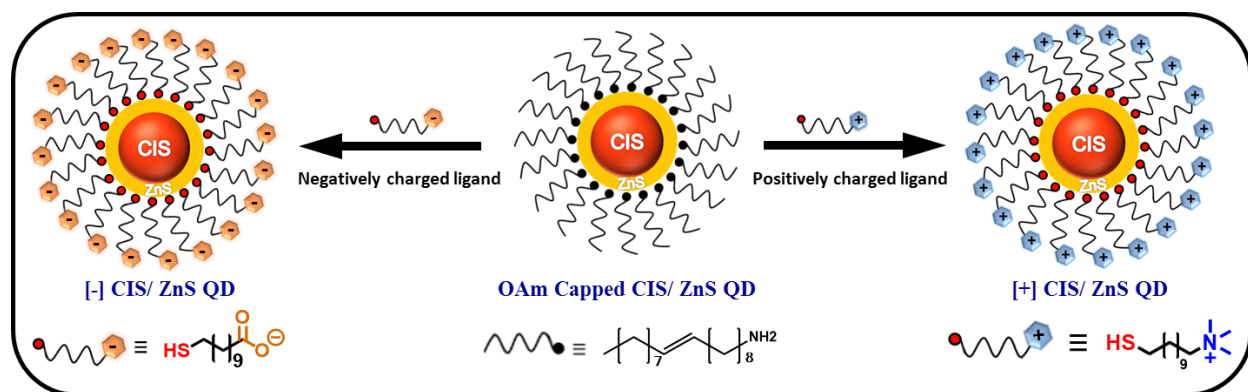 CIS
ZnS
Negatively charged ligand
CIS
ZnS
Positively charged ligand
CIS
ZnS
[-] CIS/ ZnS QD
OAm Capped CIS/ ZnS QD
[+] CIS/ ZnS QD
≡ HS 9 O O⊖
≡ 7 8 NH2
≡ HS 9 N +